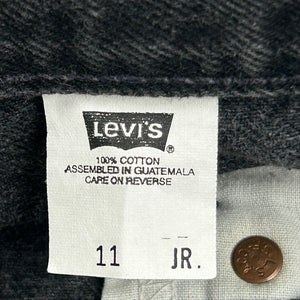 Levi's®
100% COTTON
ASSEMBLED IN GUATEMALA
CARE ON REVERSE
11 JR.